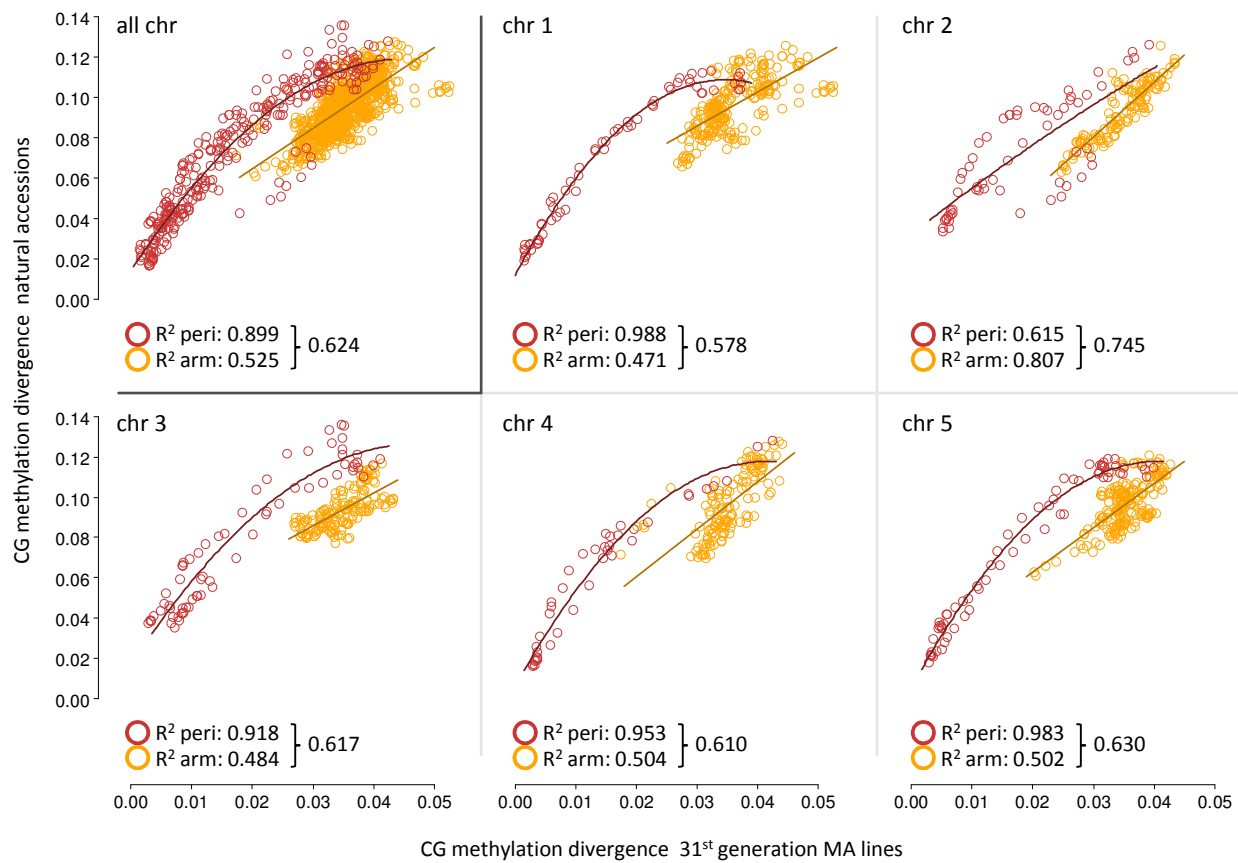 CG methylation divergence natural accessions
0.14
0.12
0.10
0.08
0.06
0.04
0.02
0.00
all chr
R² peri: 0.899
R² arm: 0.525
0.624
chr 1
R² peri: 0.988
R² arm: 0.471
0.578
chr 2
R² peri: 0.615
R² arm: 0.807
0.745
0.14
0.12
0.10
0.08
0.06
0.04
0.02
0.00
chr 3
R² peri: 0.918
R² arm: 0.484
0.617
chr 4
R² peri: 0.953
R² arm: 0.504
0.610
chr 5
R² peri: 0.983
R² arm: 0.502
0.630
0.00 0.01 0.02 0.03 0.04 0.05
0.00 0.01 0.02 0.03 0.04 0.05
0.00 0.01 0.02 0.03 0.04 0.05
CG methylation divergence 31st generation MA lines